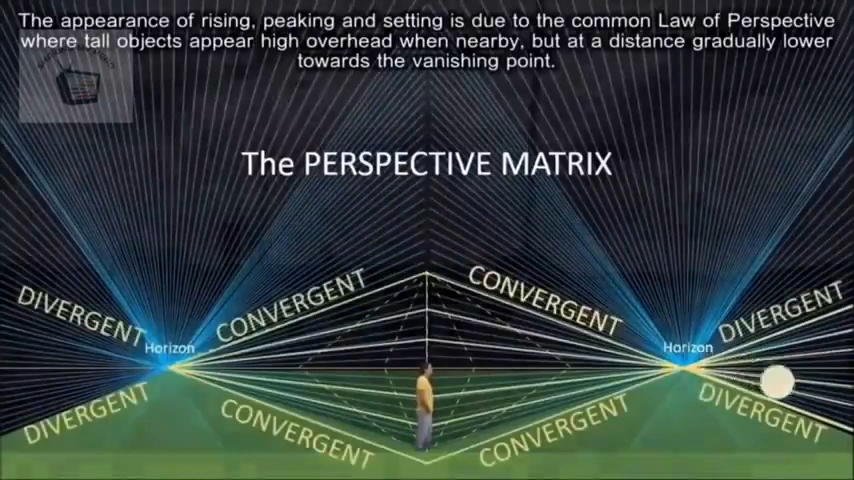 The appearance of rising, peaking and setting is due to the common Law of Perspective
where tall objects appear high overhead when nearby, but at a distance gradually lower
towards the vanishing point.
The PERSPECTIVE MATRIX
DIVERGENT CONVERGENT CONVERGENT DIVERGENT
Horizon Horizon
DIVERGENT CONVERGENT CONVERGENT DIVERGENT